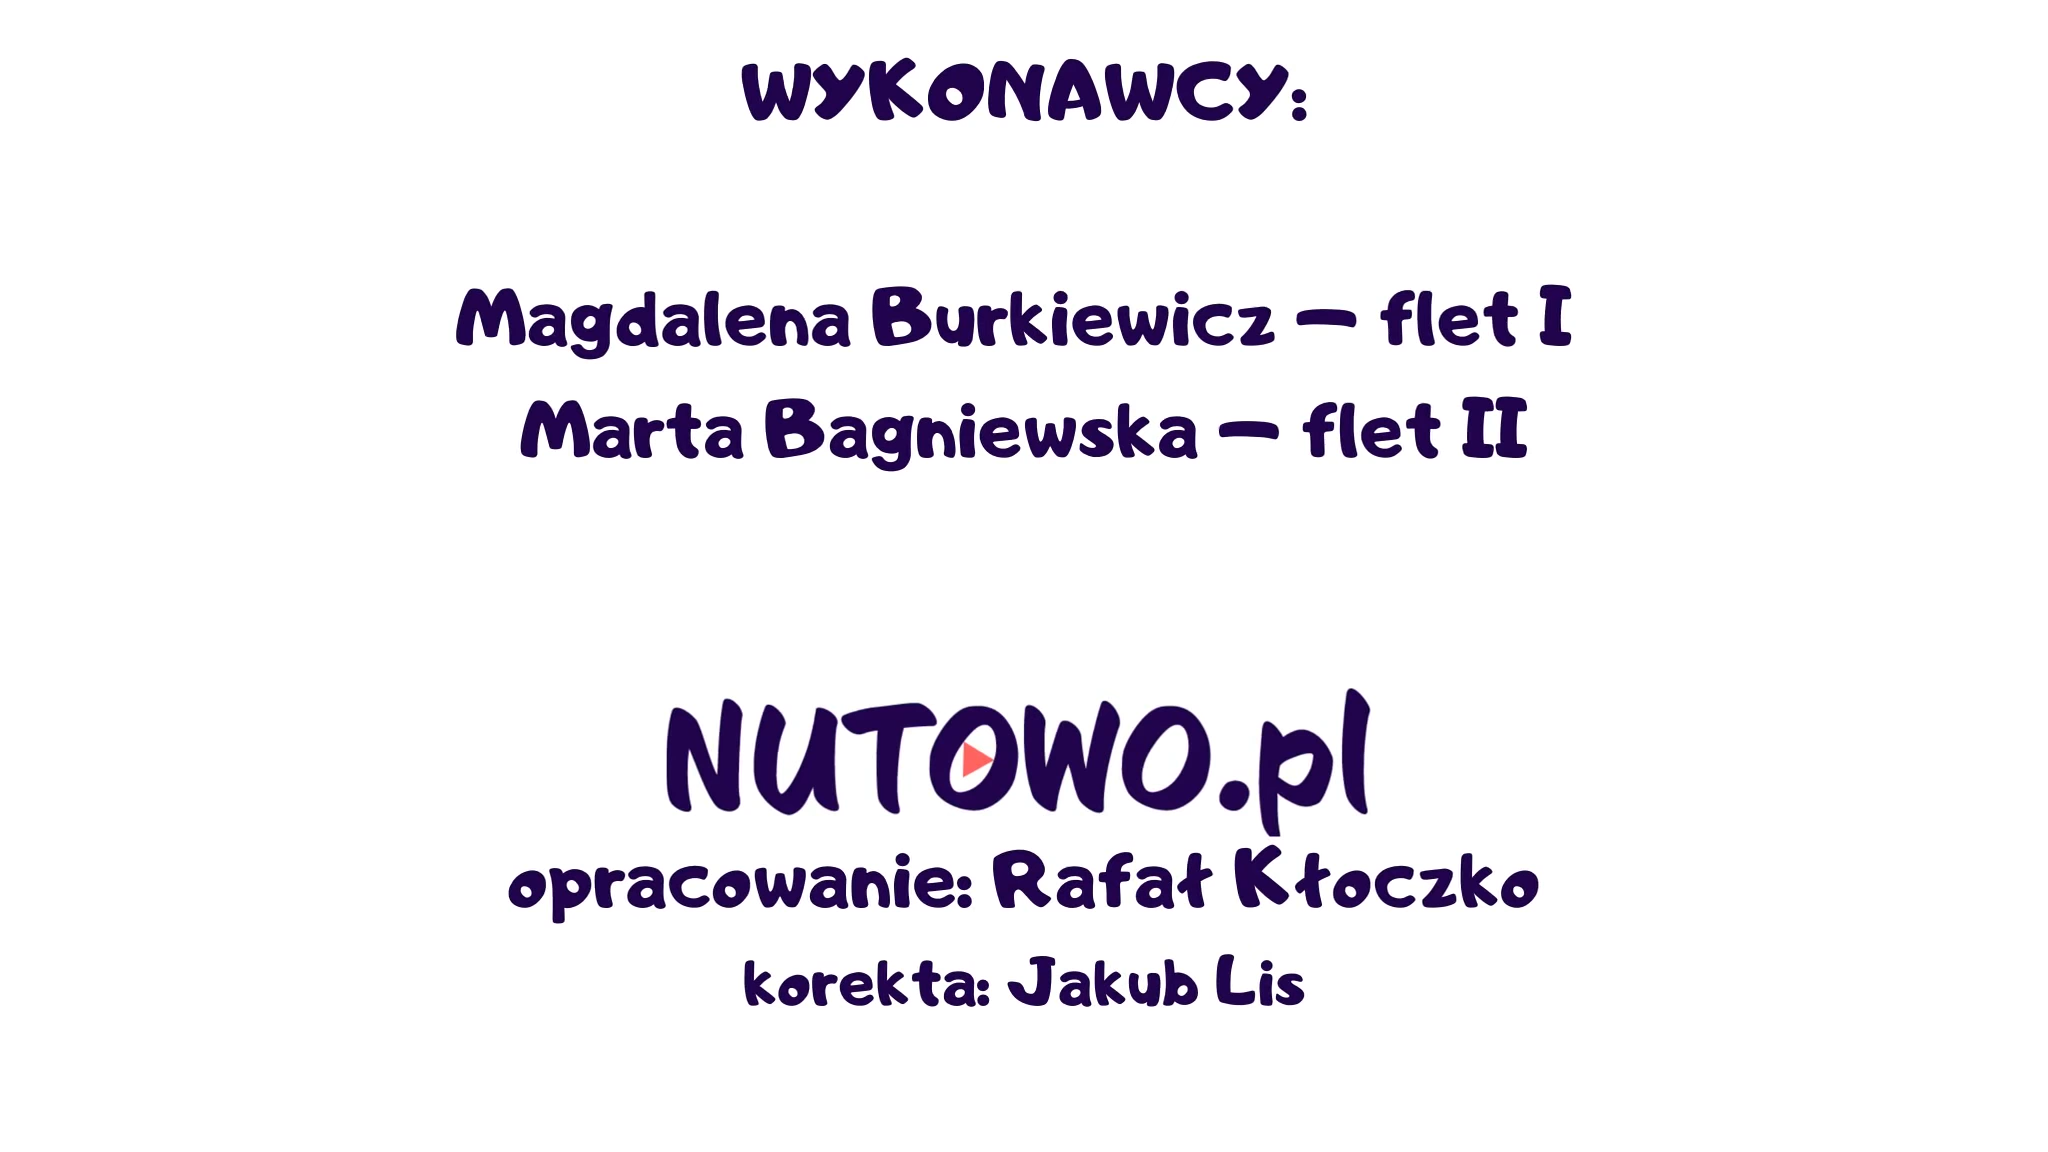 WYKONAWCY:
Magdalena Burkiewicz – flet I
Marta Bagniewska – flet II
NUTOWO.pl
opracowanie: Rafał Kłoczko
korekta: Jakub Lis